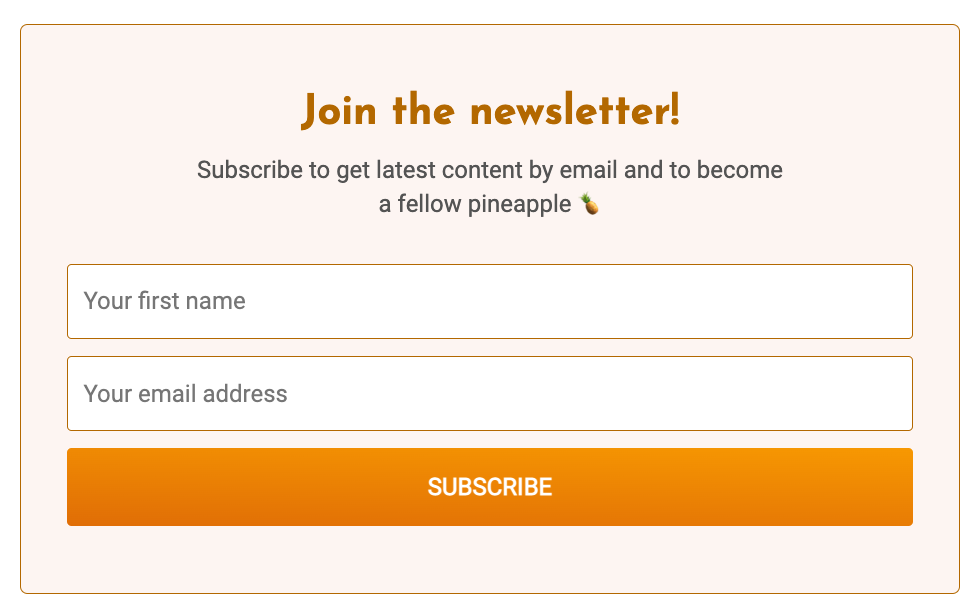 Join the newsletter!
Subscribe to get latest content by email and to become
a fellow pineapple 🍍
Your first name
Your email address
SUBSCRIBE